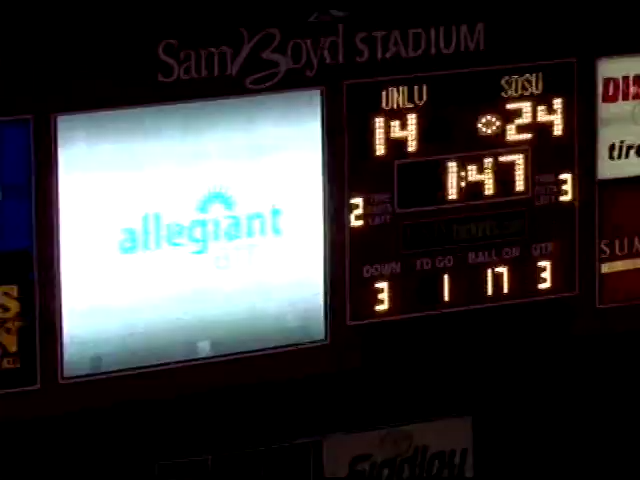 Sam Boyd STADIUM
UNLV SDSU
14 24
1:47
2 TIME OUTS LEFT
TIME OUTS LEFT 3
DOWN TO GO BALL ON QTR
3 1 17 3
allegiant
Findlay